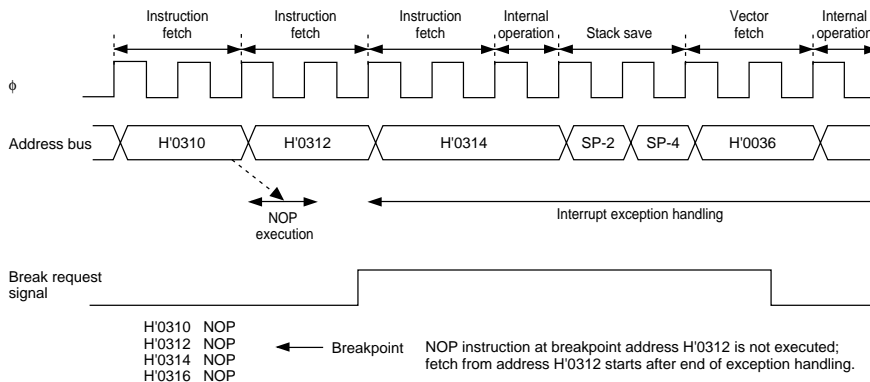 Instruction fetch
Instruction fetch
Instruction fetch
Internal operation
Stack save
Vector fetch
Internal operation
ϕ
Address bus
H'0310
H'0312
H'0314
SP-2
SP-4
H'0036
NOP execution
Interrupt exception handling
Break request signal
H'0310 NOP
H'0312 NOP
H'0314 NOP
H'0316 NOP
Breakpoint
NOP instruction at breakpoint address H'0312 is not executed;
fetch from address H'0312 starts after end of exception handling.